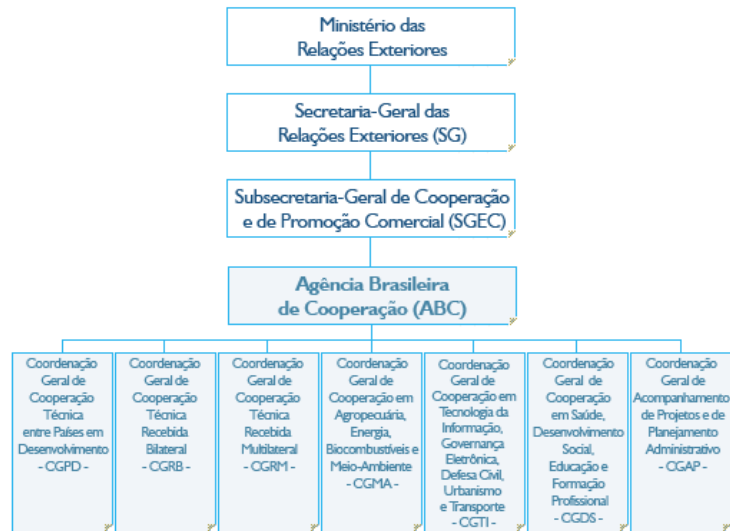 Ministério das
Relações Exteriores
Secretaria-Geral das
Relações Exteriores (SG)
Subsecretaria-Geral de Cooperação
e de Promoção Comercial (SGEC)
Agência Brasileira
de Cooperação (ABC)
Coordenação
Geral de
Cooperação
Técnica
entre Países em
Desenvolvimento
- CGPD -
Coordenação
Geral de
Cooperação
Técnica
Recebida
Bilateral
- CGRB -
Coordenação
Geral de
Cooperação
Técnica
Recebida
Multilateral
- CGRM -
Coordenação
Geral de
Cooperação em
Agropecuária,
Energia,
Biocombustíveis e
Meio-Ambiente
- CGMA -
Coordenação
Geral de
Cooperação em
Tecnologia da
Informação,
Governança
Eletrônica,
Defesa Civil,
Urbanismo
e Transporte
- CGTI -
Coordenação
Geral de
Cooperação
em Saúde,
Desenvolvimento
Social,
Educação e
Formação
Profissional
- CGDS -
Coordenação
Geral de
Acompanhamento
de Projetos e de
Planejamento
Administrativo
- CGAP -